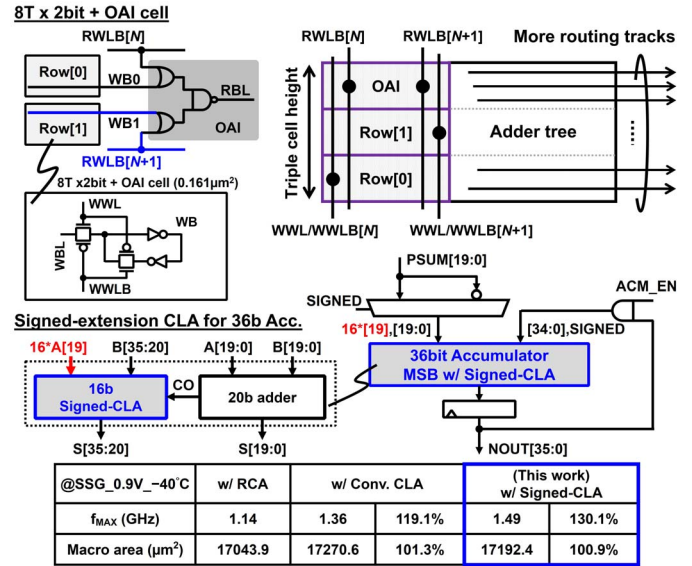 8T x 2bit + OAI cell
RWLB[N]
Row[0]
WB0
RBL
Row[1]
WB1
OAI
RWLB[N+1]
8T x2bit + OAI cell (0.161μm²)
WWL
WB
WBL
WWLB
RWLB[N]
RWLB[N+1]
More routing tracks
Triple cell height
OAI
Row[1]
Adder tree
Row[0]
WWL/WWLB[N]
WWL/WWLB[N+1]
PSUM[19:0]
SIGNED
ACM_EN
16*[19],[19:0]
[34:0],SIGNED
36bit Accumulator
MSB w/ Signed-CLA
NOUT[35:0]
Signed-extension CLA for 36b Acc.
16*A[19]
B[35:20]
A[19:0]
B[19:0]
16b
Signed-CLA
CO
20b adder
S[35:20]
S[19:0]
@SSG_0.9V_−40°C
w/ RCA
w/ Conv. CLA
(This work)
w/ Signed-CLA
fMAX (GHz)
1.14
1.36
119.1%
1.49
130.1%
Macro area (μm²)
17043.9
17270.6
101.3%
17192.4
100.9%